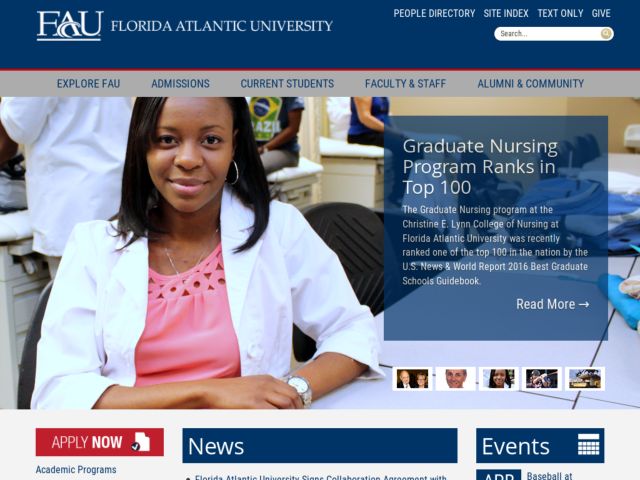 FAU FLORIDA ATLANTIC UNIVERSITY
PEOPLE DIRECTORY SITE INDEX TEXT ONLY GIVE
Search...
EXPLORE FAU ADMISSIONS CURRENT STUDENTS FACULTY & STAFF ALUMNI & COMMUNITY
BRAZIL
Graduate Nursing
Program Ranks in
Top 100
The Graduate Nursing program at the
Christine E. Lynn College of Nursing at
Florida Atlantic University was recently
ranked one of the top 100 in the nation by the
U.S. News & World Report 2016 Best Graduate
Schools Guidebook.
Read More →
APPLY NOW
Academic Programs
News
Florida Atlantic University Signs Collaboration Agreement with
Events
APR
Baseball at